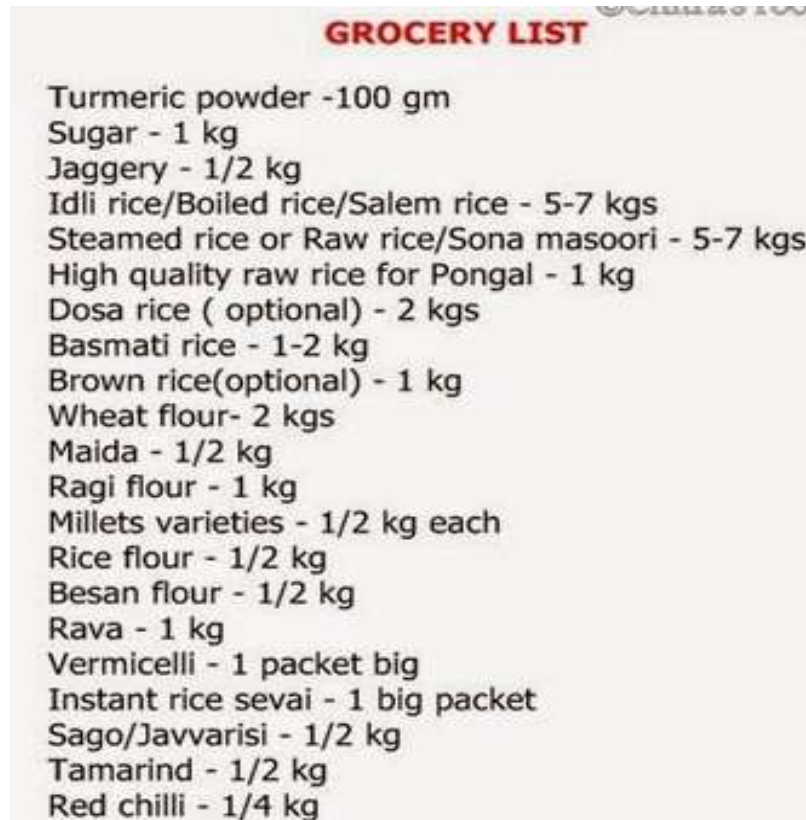 GROCERY LIST
Turmeric powder -100 gm
Sugar - 1 kg
Jaggery - 1/2 kg
Idli rice/Boiled rice/Salem rice - 5-7 kgs
Steamed rice or Raw rice/Sona masoori - 5-7 kgs
High quality raw rice for Pongal - 1 kg
Dosa rice ( optional) - 2 kgs
Basmati rice - 1-2 kg
Brown rice(optional) - 1 kg
Wheat flour- 2 kgs
Maida - 1/2 kg
Ragi flour - 1 kg
Millets varieties - 1/2 kg each
Rice flour - 1/2 kg
Besan flour - 1/2 kg
Rava - 1 kg
Vermicelli - 1 packet big
Instant rice sevai - 1 big packet
Sago/Javvarisi - 1/2 kg
Tamarind - 1/2 kg
Red chilli - 1/4 kg